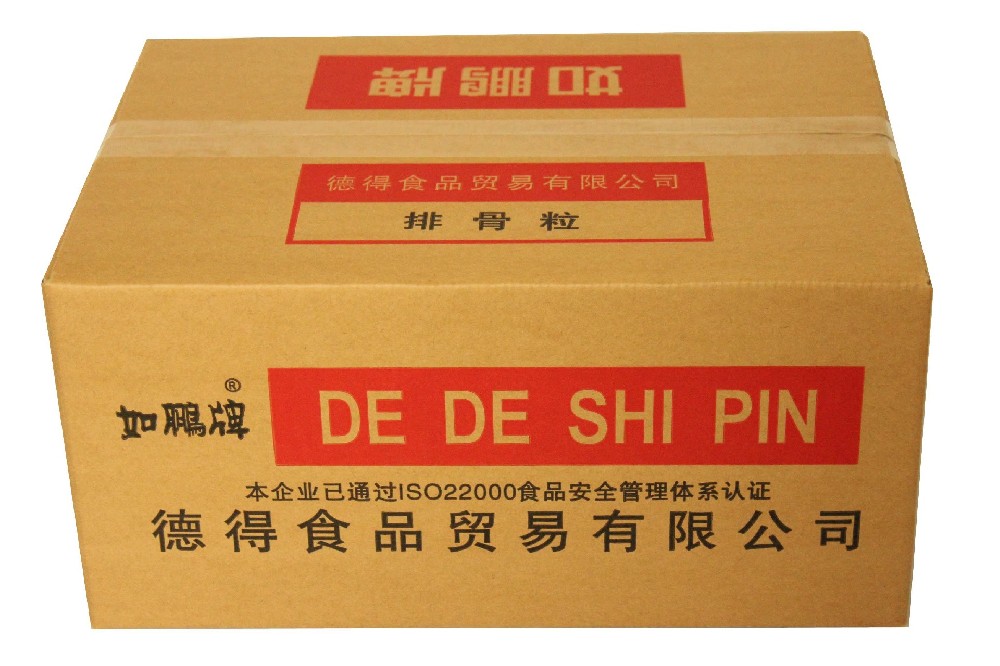 如鹏牌
德得食品贸易有限公司
排骨粒
如鵬牌®
DE DE SHI PIN
本企业已通过ISO22000食品安全管理体系认证
德得食品贸易有限公司